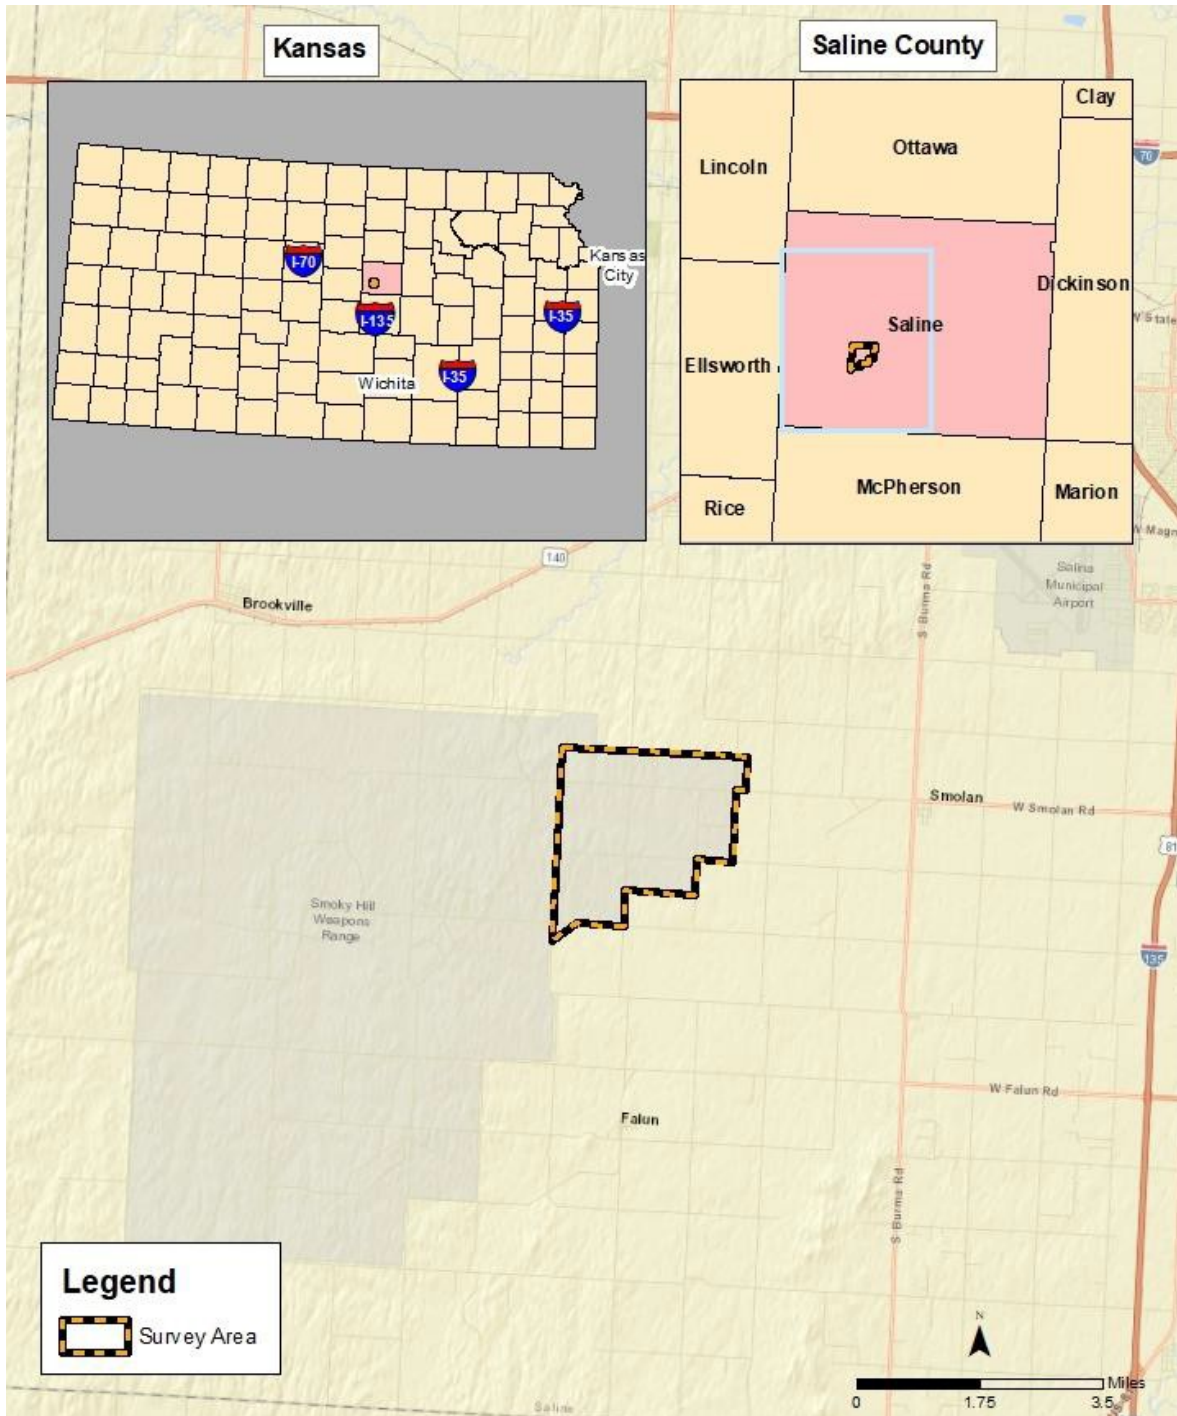 Kansas
Saline County
I-70
Kansas
City
I-135
I-35
I-35
Wichita
Clay
Ottawa
Lincoln
Dickinson
Saline
Ellsworth
McPherson
Marion
Rice
70
W State
W Magn
140
Brookville
Salina
Municipal
Airport
S Burma Rd
Smolan
W Smolan Rd
81
Smoky Hill
Weapons
Range
135
W Falun Rd
Falun
S Burma Rd
Legend
Survey Area
N
Miles
0 1.75 3.5
Saline